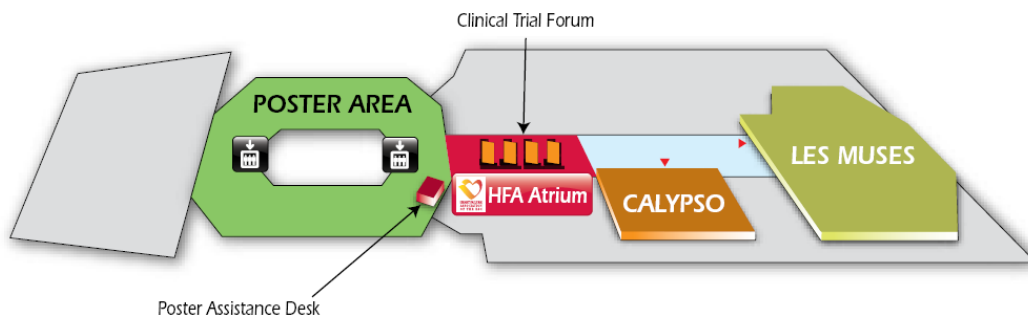 Clinical Trial Forum
POSTER AREA
HFA Atrium
CALYPSO
LES MUSES
Poster Assistance Desk